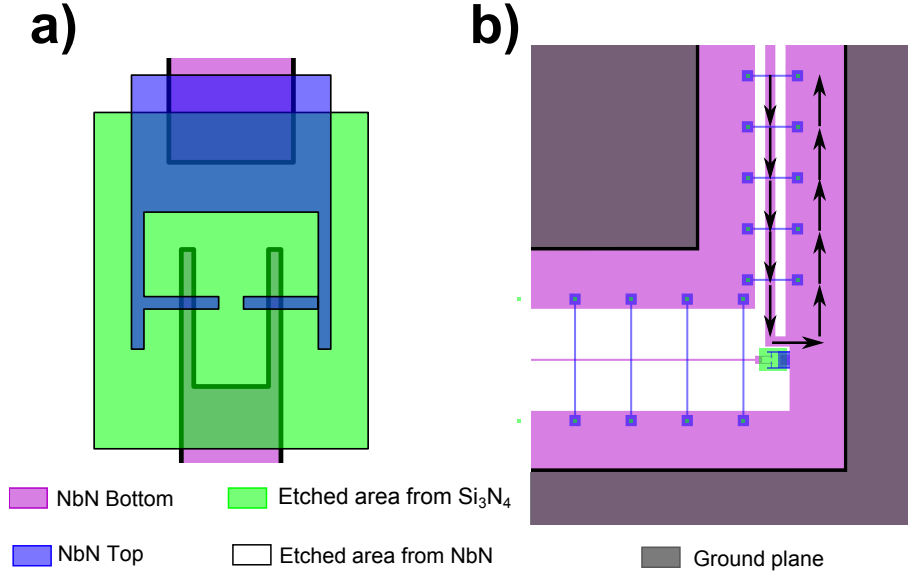 a)
b)
NbN Bottom
Etched area from Si₃N₄
NbN Top
Etched area from NbN
Ground plane